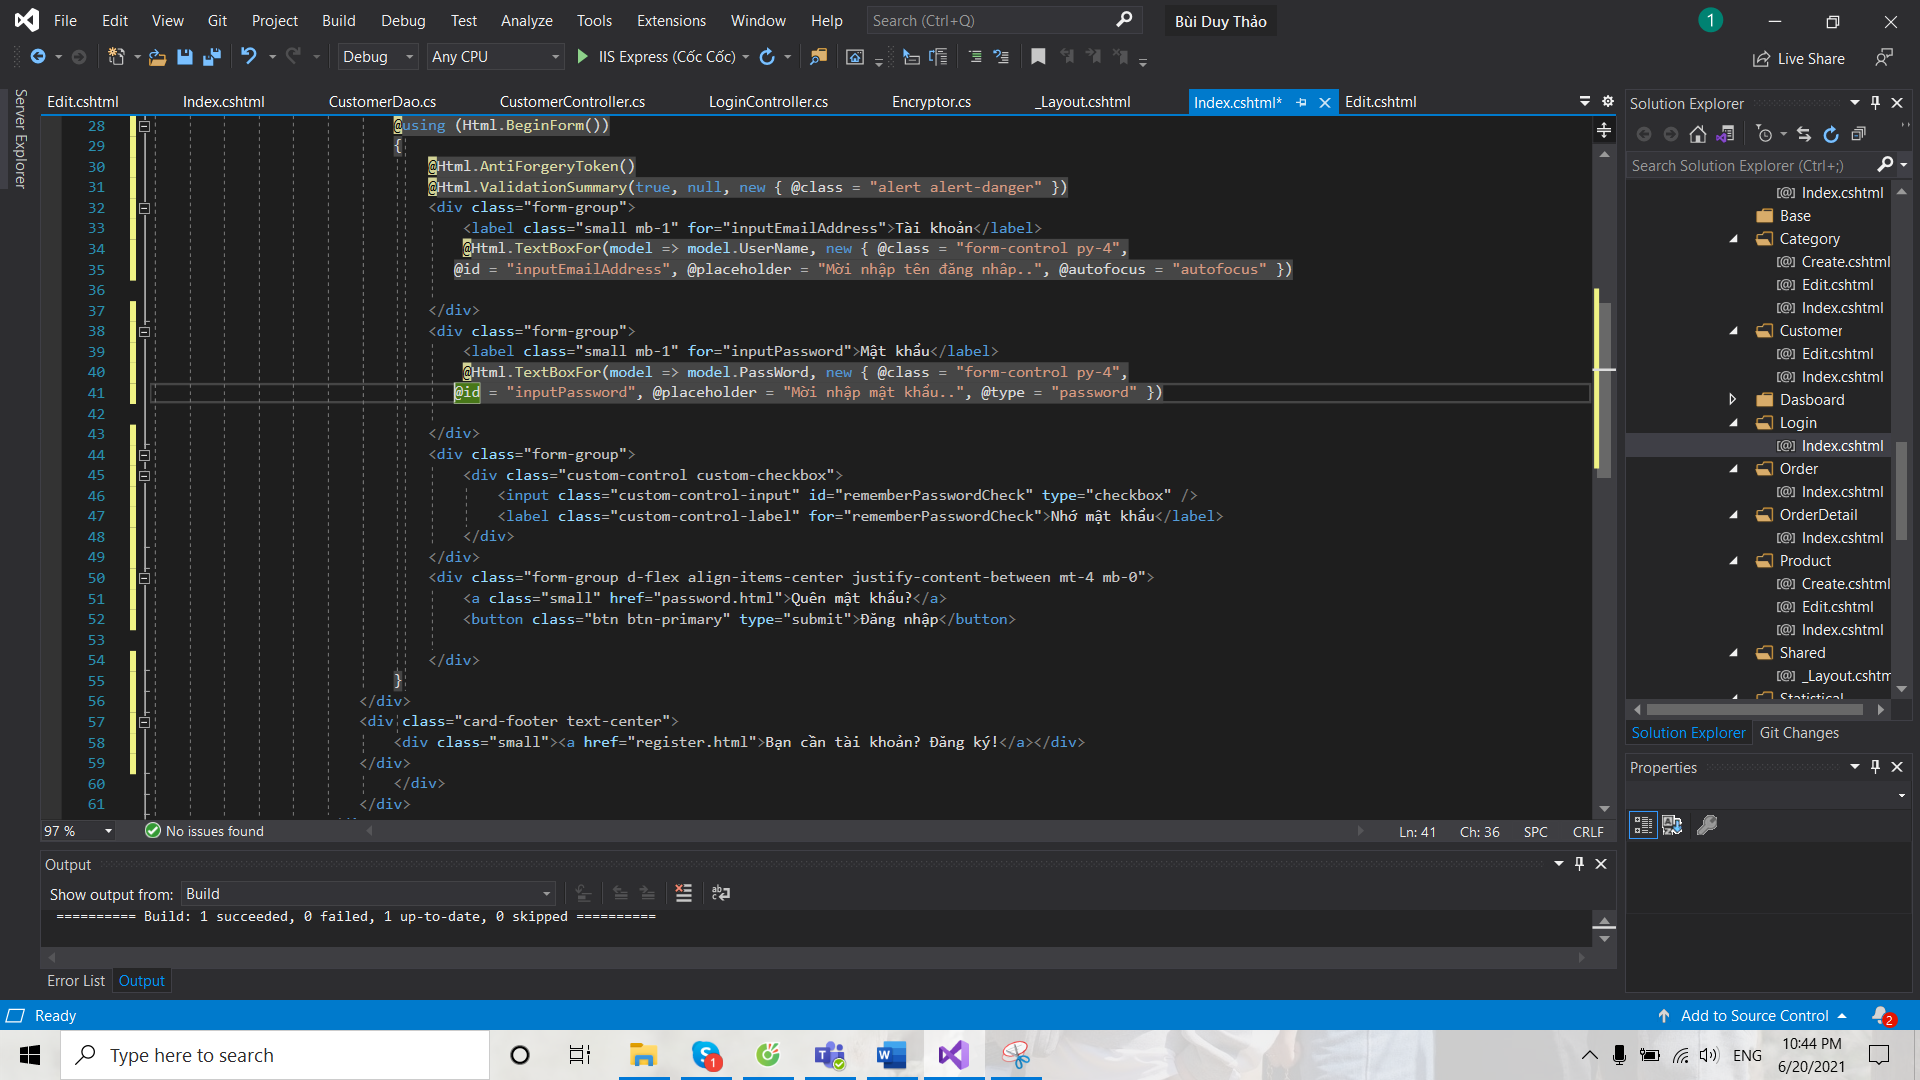 File Edit View Git Project Build Debug Test Analyze Tools Extensions Window Help Search (Ctrl+Q) Bùi Duy Thảo 1
Debug Any CPU IIS Express (Cốc Cốc) Live Share
Server Explorer
Edit.cshtml Index.cshtml CustomerDao.cs CustomerController.cs LoginController.cs Encryptor.cs _Layout.cshtml Index.cshtml* Edit.cshtml
28 @using (Html.BeginForm())
29 {
30 @Html.AntiForgeryToken()
31 @Html.ValidationSummary(true, null, new { @class = "alert alert-danger" })
32 <div class="form-group">
33 <label class="small mb-1" for="inputEmailAddress">Tài khoản</label>
34 @Html.TextBoxFor(model => model.UserName, new { @class = "form-control py-4",
35 @id = "inputEmailAddress", @placeholder = "Mời nhập tên đăng nhâp..", @autofocus = "autofocus" })
36
37 </div>
38 <div class="form-group">
39 <label class="small mb-1" for="inputPassword">Mật khẩu</label>
40 @Html.TextBoxFor(model => model.PassWord, new { @class = "form-control py-4",
41 @id = "inputPassword", @placeholder = "Mời nhập mật khẩu..", @type = "password" })
42
43 </div>
44 <div class="form-group">
45 <div class="custom-control custom-checkbox">
46 <input class="custom-control-input" id="rememberPasswordCheck" type="checkbox" />
47 <label class="custom-control-label" for="rememberPasswordCheck">Nhớ mật khẩu</label>
48 </div>
49 </div>
50 <div class="form-group d-flex align-items-center justify-content-between mt-4 mb-0">
51 <a class="small" href="password.html">Quên mật khẩu?</a>
52 <button class="btn btn-primary" type="submit">Đăng nhập</button>
53
54 </div>
55 }
56 </div>
57 <div class="card-footer text-center">
58 <div class="small"><a href="register.html">Bạn cần tài khoản? Đăng ký!</a></div>
59 </div>
60 </div>
61 </div>
97 % No issues found Ln: 41 Ch: 36 SPC CRLF
Output
Show output from: Build
========== Build: 1 succeeded, 0 failed, 1 up-to-date, 0 skipped ==========
Error List Output
Solution Explorer
Search Solution Explorer (Ctrl+;)
Index.cshtml
Base
Category
Create.cshtml
Edit.cshtml
Index.cshtml
Customer
Edit.cshtml
Index.cshtml
Dasboard
Login
Index.cshtml
Order
Index.cshtml
OrderDetail
Index.cshtml
Product
Create.cshtml
Edit.cshtml
Index.cshtml
Shared
_Layout.cshtm
Statistical
Solution Explorer Git Changes
Properties
Ready Add to Source Control 2
Type here to search 1 ENG 10:44 PM
6/20/2021